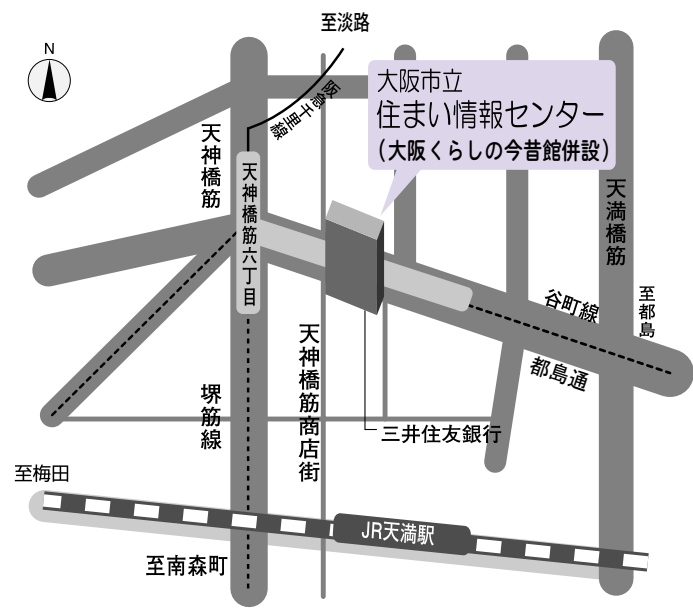 至淡路
N
阪急千里線
大阪市立
住まい情報センター
(大阪くらしの今昔館併設)
天神橋筋
天神橋筋六丁目
天満橋筋
谷町線
至都島
都島通
天神橋筋商店街
堺筋線
三井住友銀行
至梅田
JR天満駅
至南森町